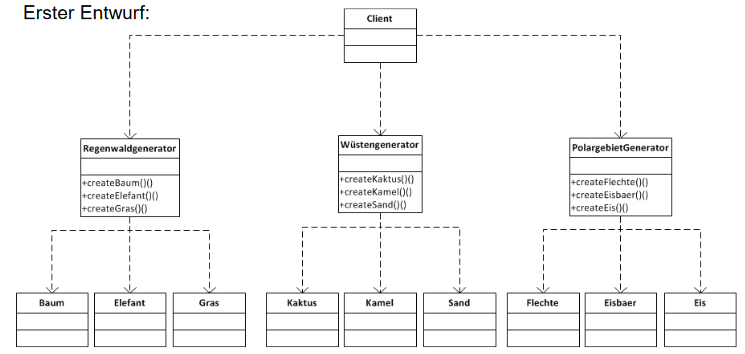 Erster Entwurf:
Client
Regenwaldgenerator
+createBaum()()
+createElefant()()
+createGras()()
Wüstengenerator
+createKaktus()()
+createKamel()()
+createSand()()
PolargebietGenerator
+createFlechte()()
+createEisbaer()()
+createEis()()
Baum
Elefant
Gras
Kaktus
Kamel
Sand
Flechte
Eisbaer
Eis